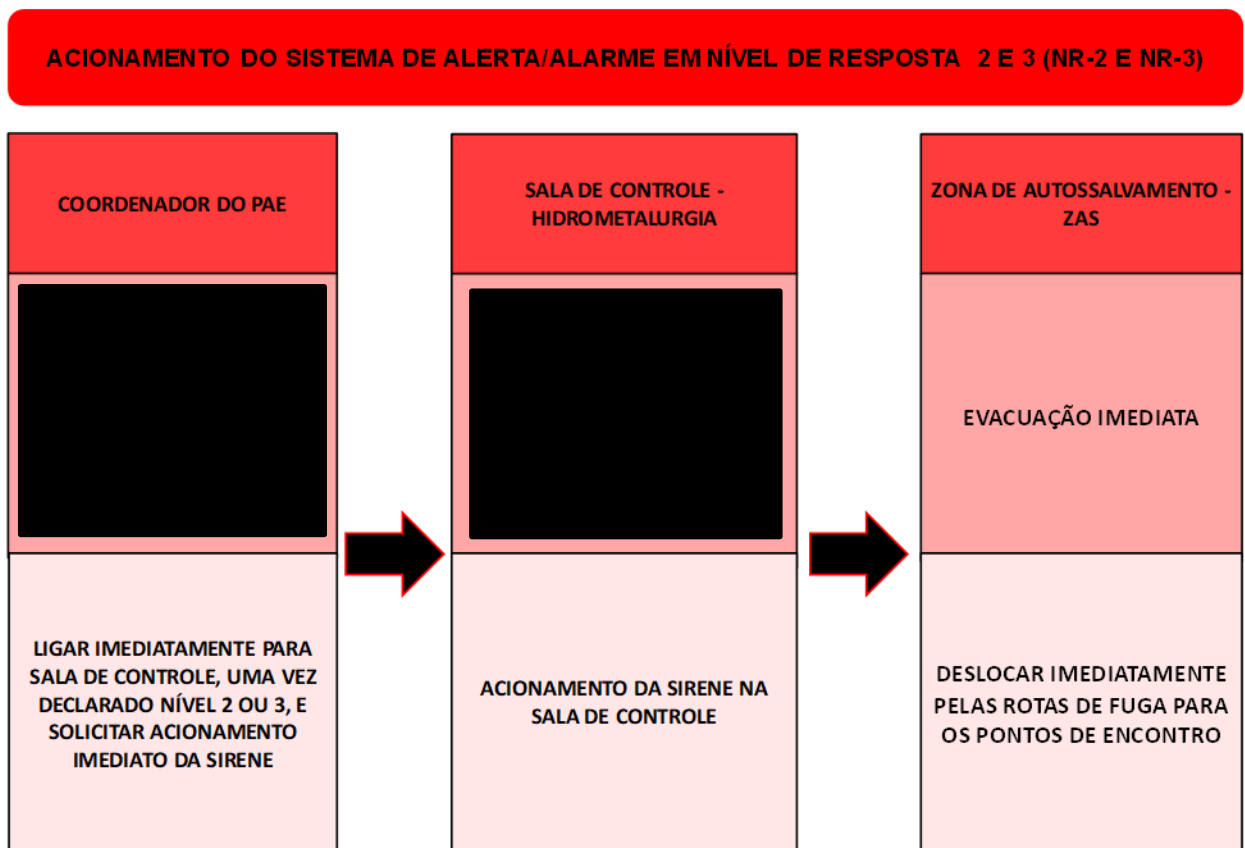 ACIONAMENTO DO SISTEMA DE ALERTA/ALARME EM NÍVEL DE RESPOSTA 2 E 3 (NR-2 E NR-3)
COORDENADOR DO PAE
LIGAR IMEDIATAMENTE PARA
SALA DE CONTROLE, UMA VEZ
DECLARADO NÍVEL 2 OU 3, E
SOLICITAR ACIONAMENTO
IMEDIATO DA SIRENE
SALA DE CONTROLE -
HIDROMETALURGIA
ACIONAMENTO DA SIRENE NA
SALA DE CONTROLE
ZONA DE AUTOSSALVAMENTO -
ZAS
EVACUAÇÃO IMEDIATA
DESLOCAR IMEDIATAMENTE
PELAS ROTAS DE FUGA PARA
OS PONTOS DE ENCONTRO